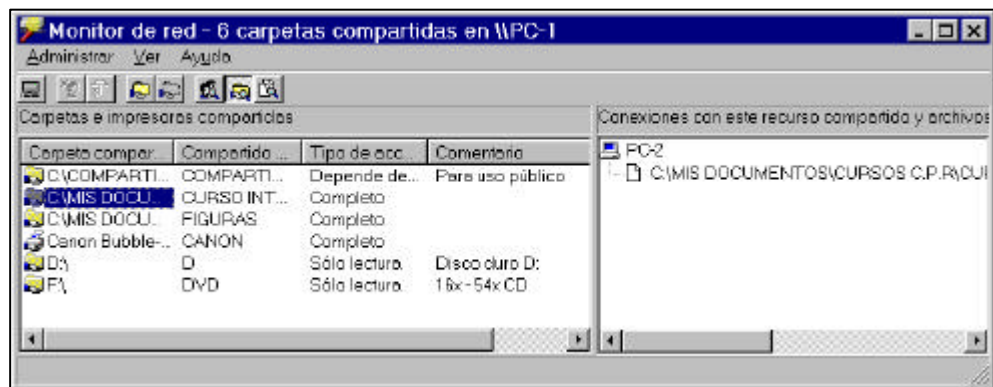 Monitor de red - 6 carpetas compartidas en \\PC-1
Administrar Ver Ayuda
Carpetas e impresoras compartidas
Conexiones con este recurso compartido y archivos
Carpeta compar... Compartido ... Tipo de acc... Comentario
C:\COMPARTI... COMPARTI... Depende de... Para uso público
C:\MIS DOCU... CURSO INT... Completo
C:\MIS DOCU... FIGURAS Completo
Canon Bubble-... CANON Completo
D:\ D Sólo lectura Disco duro D:
F:\ DVD Sólo lectura 16x - 54x CD
PC-2
C:\MIS DOCUMENTOS\CURSOS C.P.R\CUR